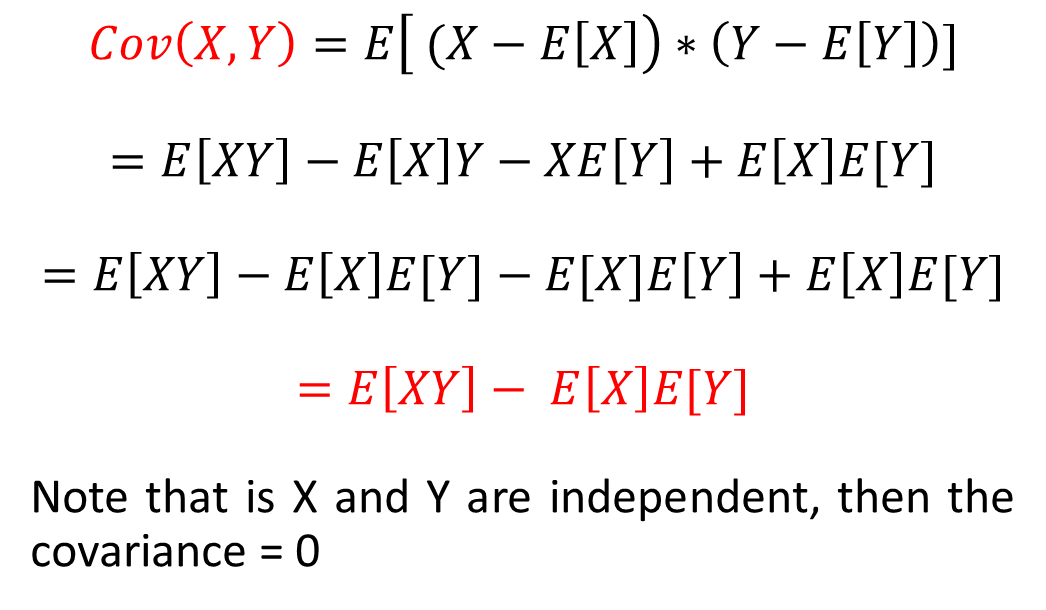 Cov(X, Y) = E[ (X − E[X]) ∗ (Y − E[Y])]
= E[XY] − E[X]Y − XE[Y] + E[X]E[Y]
= E[XY] − E[X]E[Y] − E[X]E[Y] + E[X]E[Y]
= E[XY] − E[X]E[Y]
Note that is X and Y are independent, then the
covariance = 0